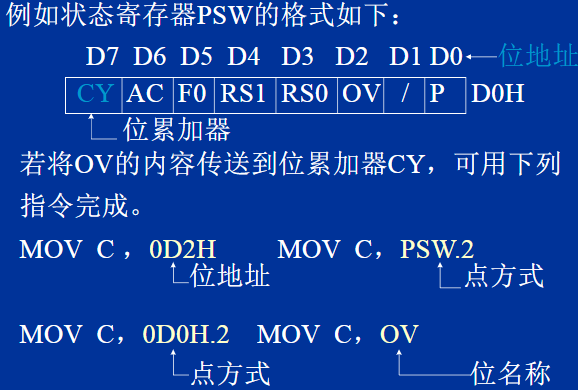 例如状态寄存器PSW的格式如下：
D7 D6 D5 D4 D3 D2 D1 D0 位地址
CY AC F0 RS1 RS0 OV / P D0H
位累加器
若将OV的内容传送到位累加器CY，可用下列
指令完成。
MOV C，0D2H MOV C，PSW.2
位地址 点方式
MOV C，0D0H.2 MOV C，OV
点方式 位名称